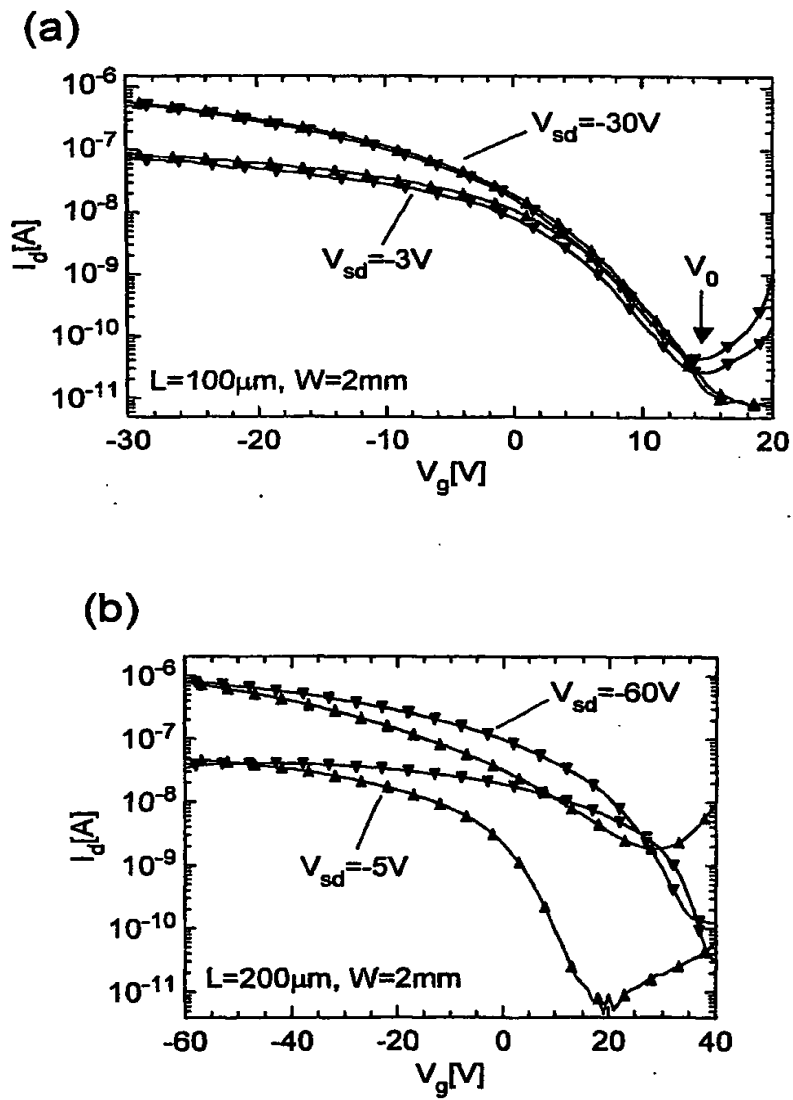 (a)
10⁻⁶
10⁻⁷
10⁻⁸
10⁻⁹
10⁻¹⁰
10⁻¹¹
I_d[A]
V_sd=-30V
V_sd=-3V
V_0
L=100μm, W=2mm
-30 -20 -10 0 10 20
V_g[V]
(b)
10⁻⁶
10⁻⁷
10⁻⁸
10⁻⁹
10⁻¹⁰
10⁻¹¹
I_d[A]
V_sd=-60V
V_sd=-5V
L=200μm, W=2mm
-60 -40 -20 0 20 40
V_g[V]